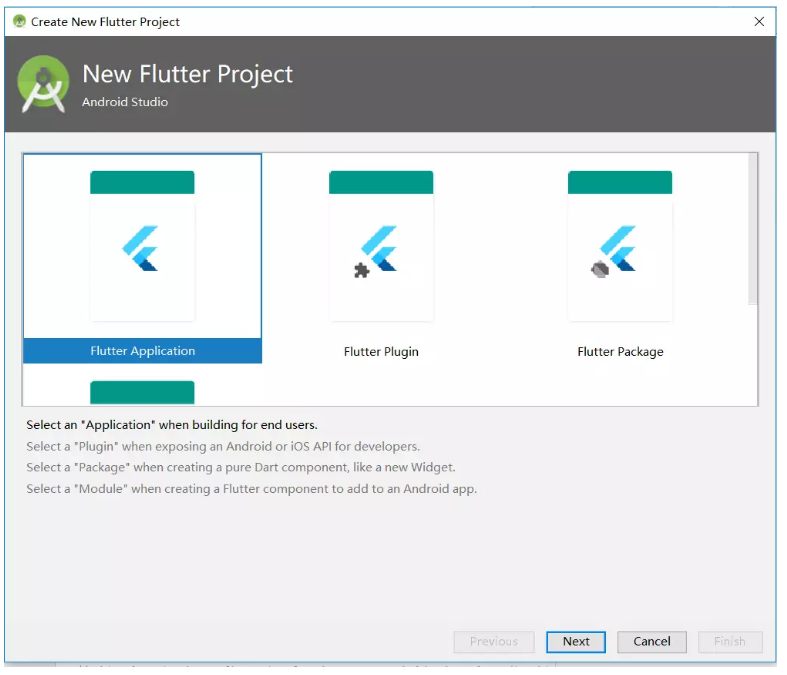 Create New Flutter Project
New Flutter Project
Android Studio
Flutter Application
Flutter Plugin
Flutter Package
Select an "Application" when building for end users.
Select a "Plugin" when exposing an Android or iOS API for developers.
Select a "Package" when creating a pure Dart component, like a new Widget.
Select a "Module" when creating a Flutter component to add to an Android app.
Previous
Next
Cancel
Finish